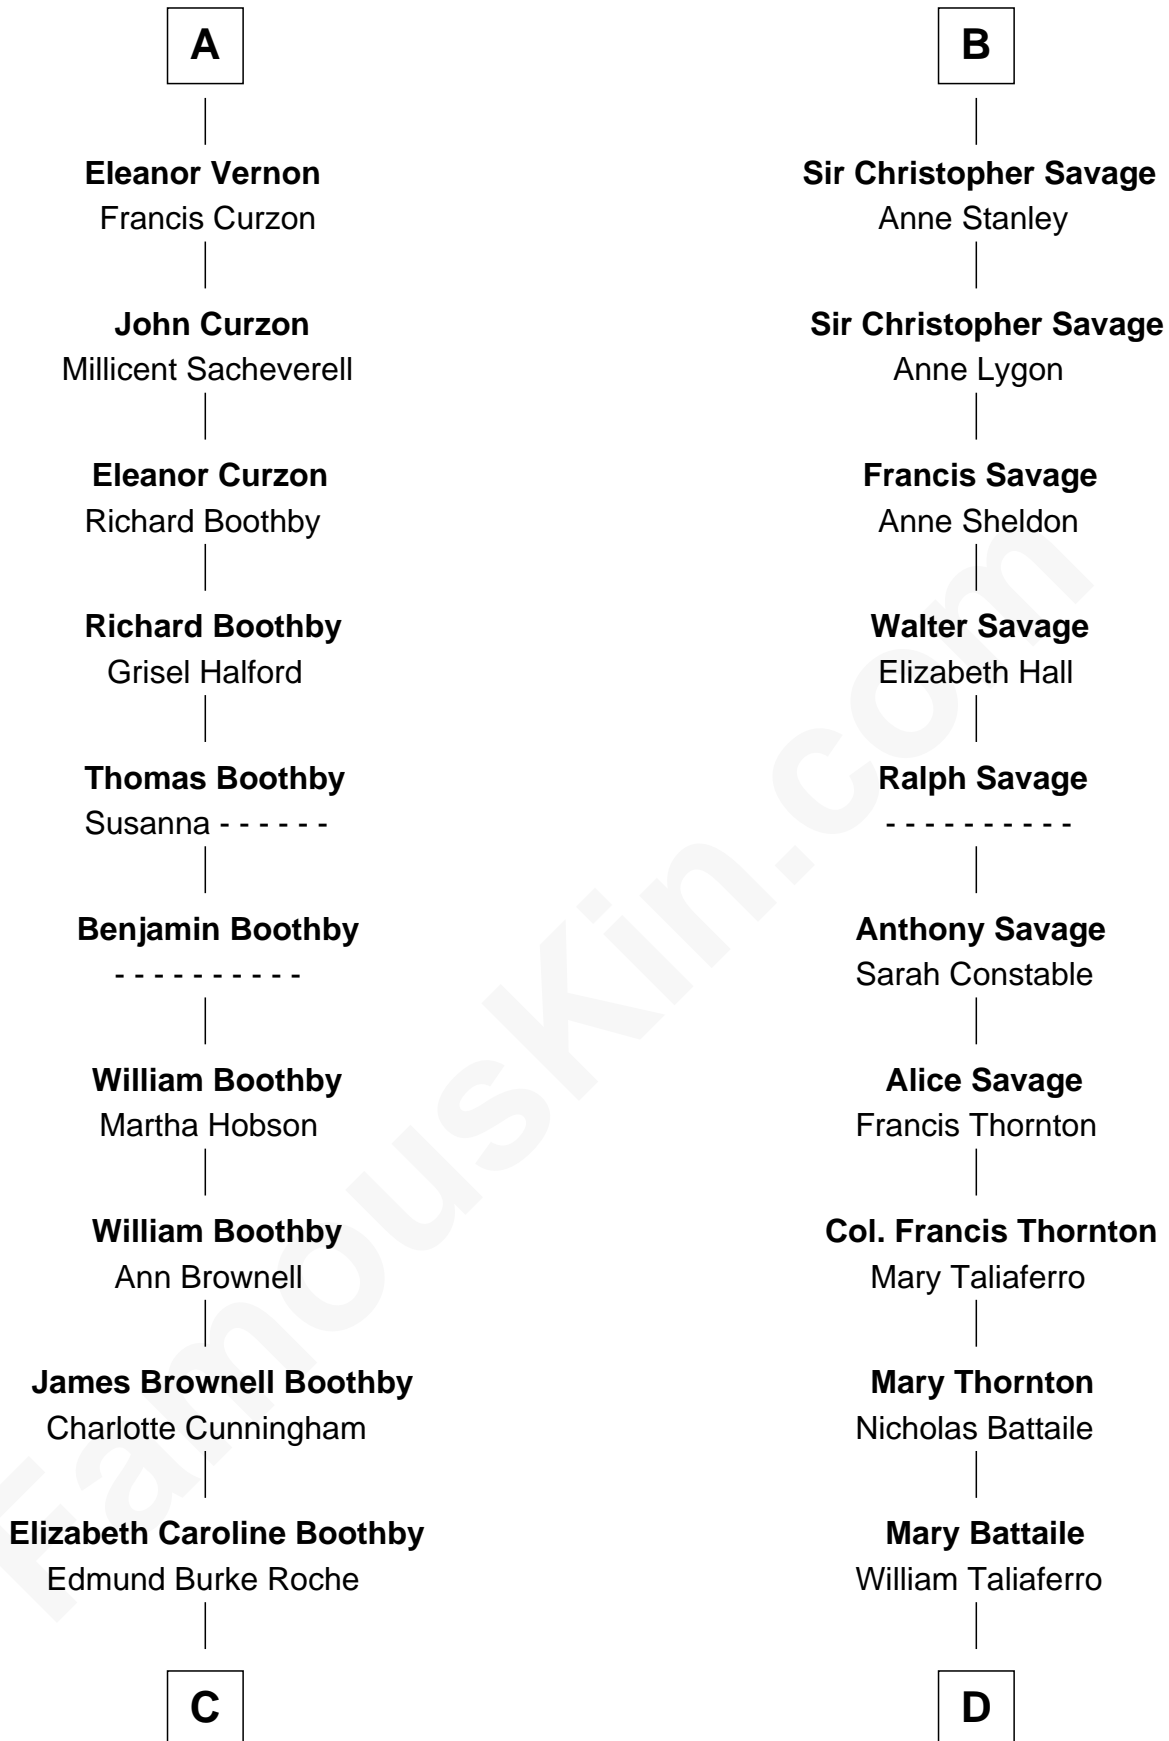 A
Eleanor Vernon
Francis Curzon
John Curzon
Millicent Sacheverell
Eleanor Curzon
Richard Boothby
Richard Boothby
Grisel Halford
Thomas Boothby
Susanna - - - - - -
Benjamin Boothby
- - - - - - - - - -
William Boothby
Martha Hobson
William Boothby
Ann Brownell
James Brownell Boothby
Charlotte Cunningham
Elizabeth Caroline Boothby
Edmund Burke Roche
C
B
Sir Christopher Savage
Anne Stanley
Sir Christopher Savage
Anne Lygon
Francis Savage
Anne Sheldon
Walter Savage
Elizabeth Hall
Ralph Savage
- - - - - - - - - -
Anthony Savage
Sarah Constable
Alice Savage
Francis Thornton
Col. Francis Thornton
Mary Taliaferro
Mary Thornton
Nicholas Battaile
Mary Battaile
William Taliaferro
D
FamousKin.com